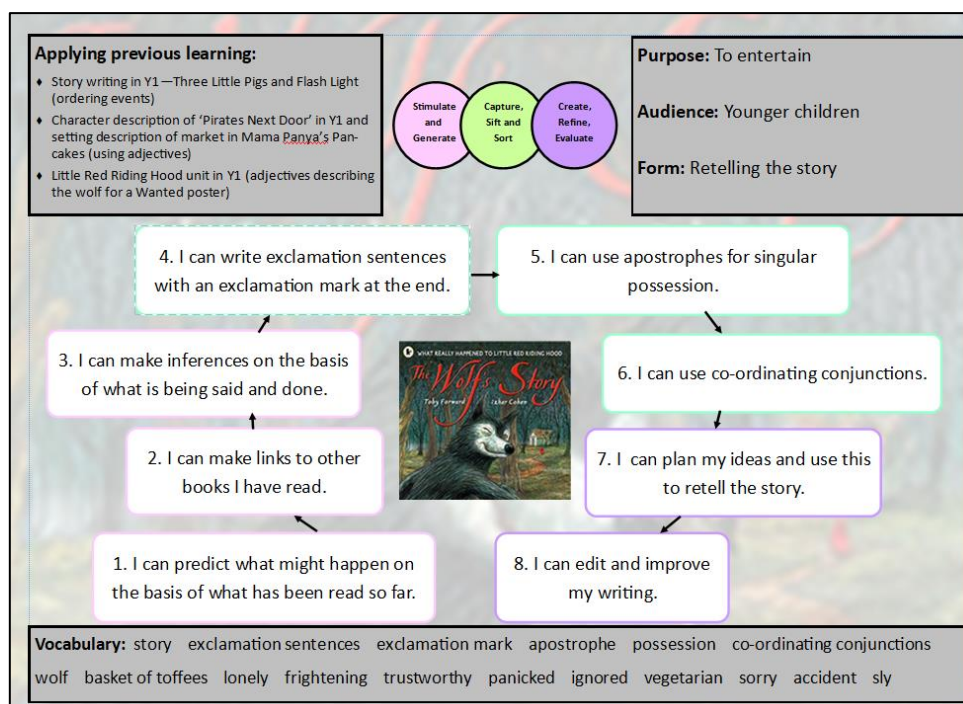 Applying previous learning:
♦ Story writing in Y1—Three Little Pigs and Flash Light
(ordering events)
♦ Character description of ‘Pirates Next Door’ in Y1 and
setting description of market in Mama Panya’s Pan-
cakes (using adjectives)
♦ Little Red Riding Hood unit in Y1 (adjectives describing
the wolf for a Wanted poster)
Stimulate
and
Generate
Capture,
Sift and
Sort
Create,
Refine,
Evaluate
Purpose: To entertain
Audience: Younger children
Form: Retelling the story
4. I can write exclamation sentences
with an exclamation mark at the end.
5. I can use apostrophes for singular
possession.
3. I can make inferences on the basis
of what is being said and done.
WHAT REALLY HAPPENED TO LITTLE RED RIDING HOOD
The Wolf's Story
Toby Forward Izhar Cohen
6. I can use co-ordinating conjunctions.
2. I can make links to other
books I have read.
7. I can plan my ideas and use this
to retell the story.
1. I can predict what might happen on
the basis of what has been read so far.
8. I can edit and improve
my writing.
Vocabulary: story exclamation sentences exclamation mark apostrophe possession co-ordinating conjunctions
wolf basket of toffees lonely frightening trustworthy panicked ignored vegetarian sorry accident sly